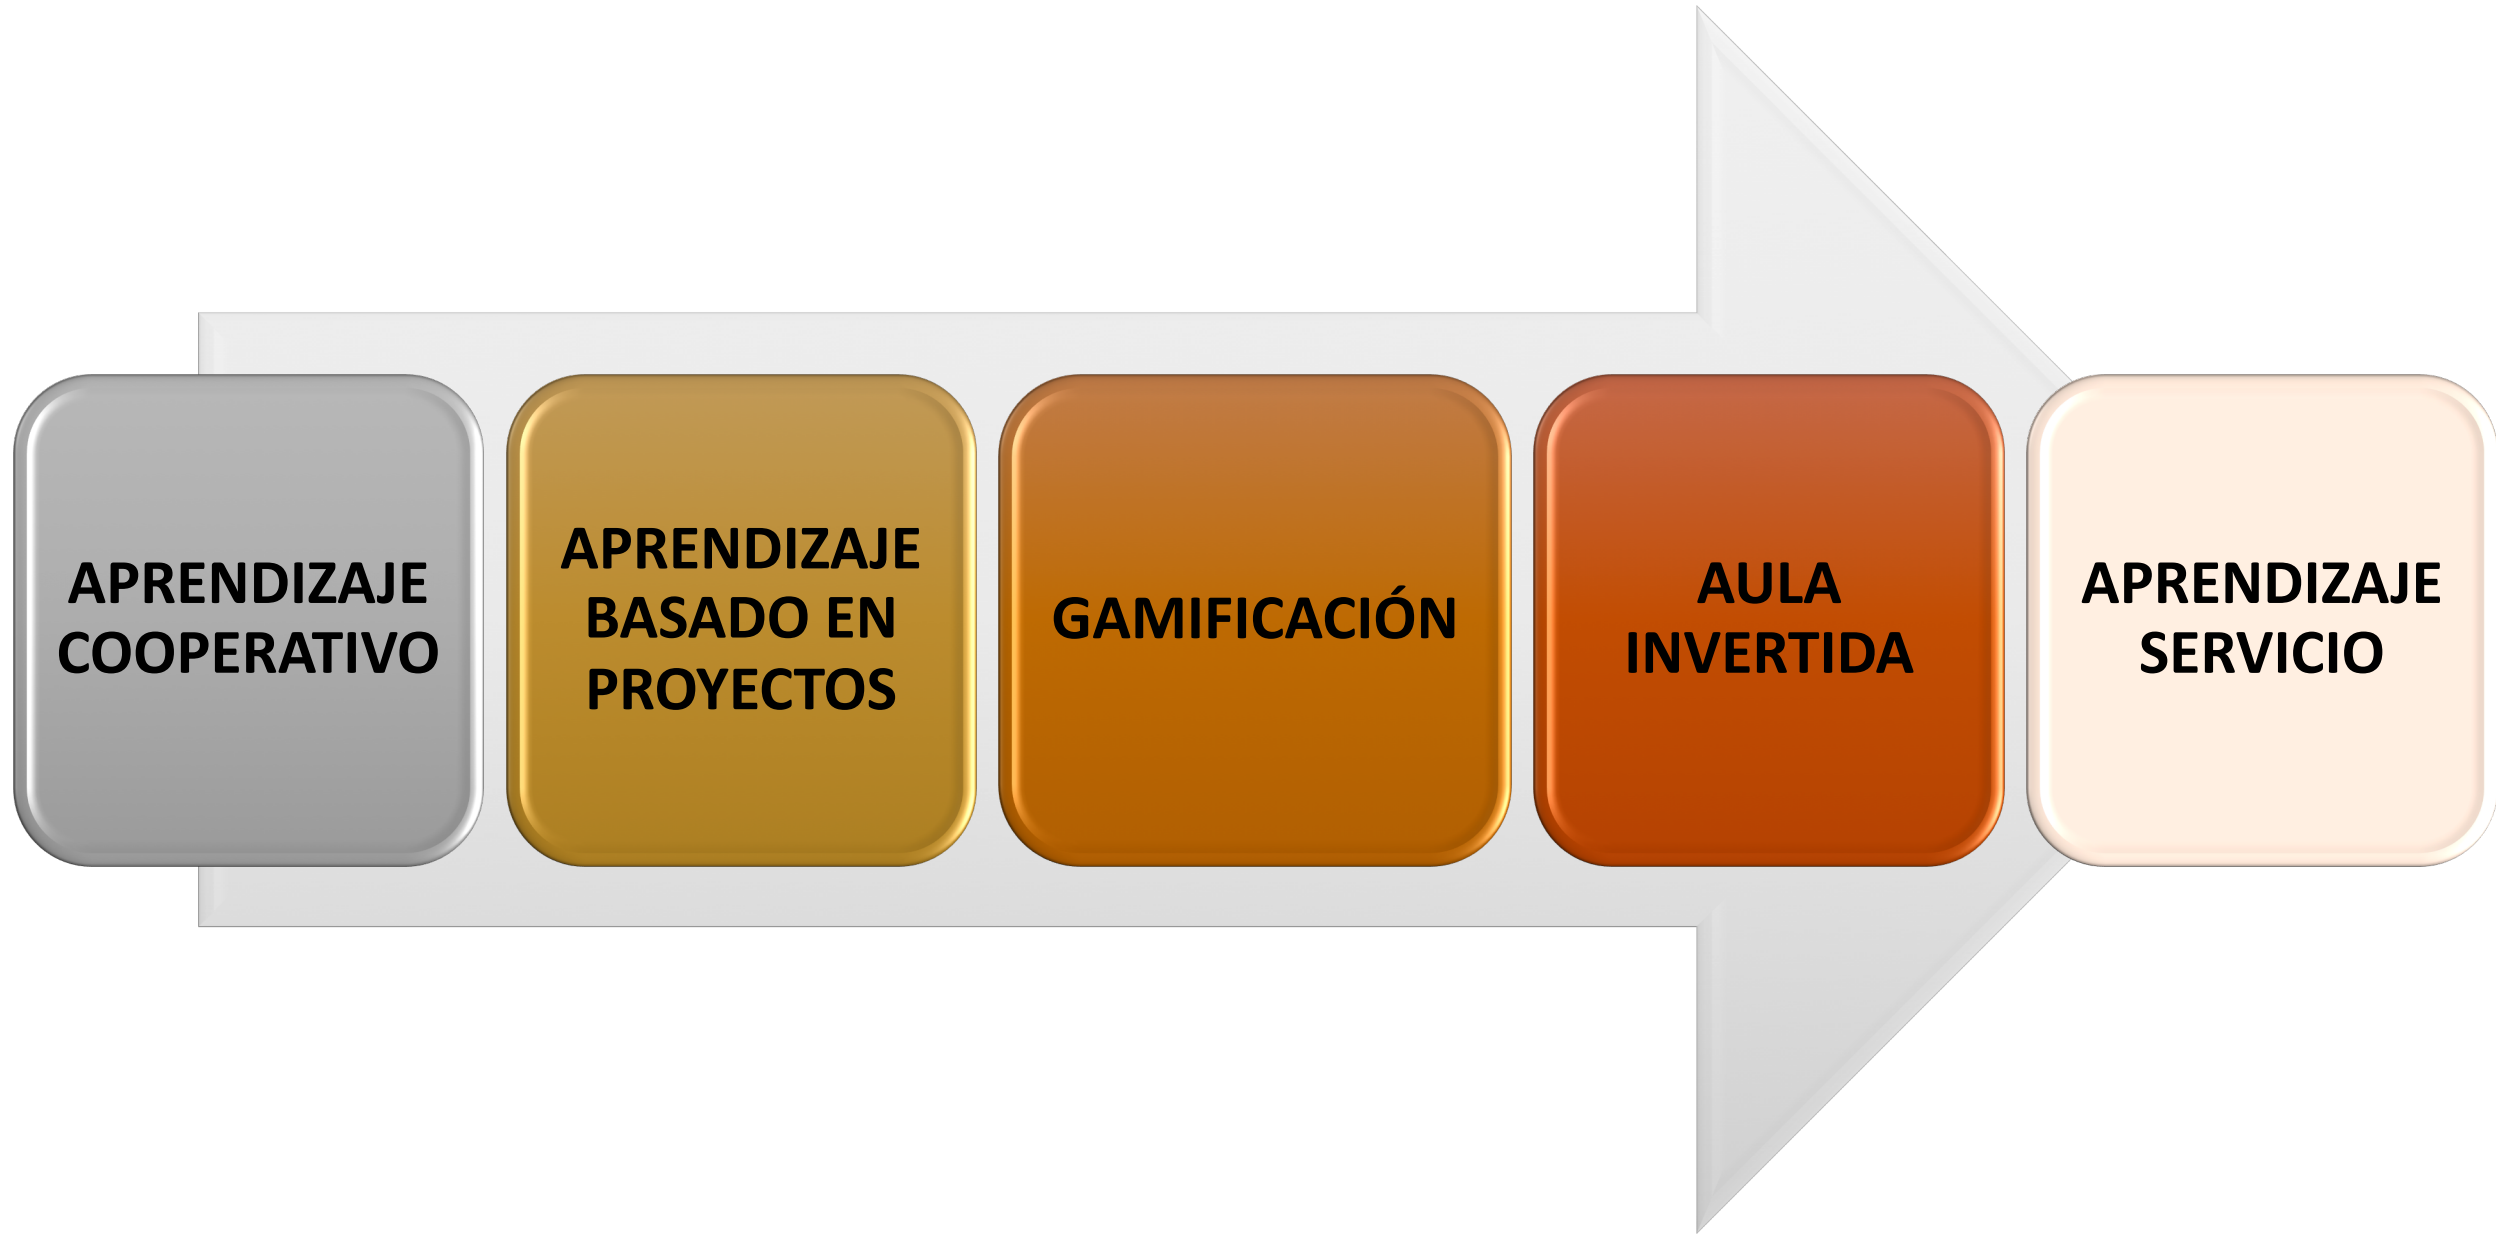 APRENDIZAJE
COOPERATIVO
APRENDIZAJE
BASADO EN
PROYECTOS
GAMIFICACIÓN
AULA
INVERTIDA
APRENDIZAJE
SERVICIO